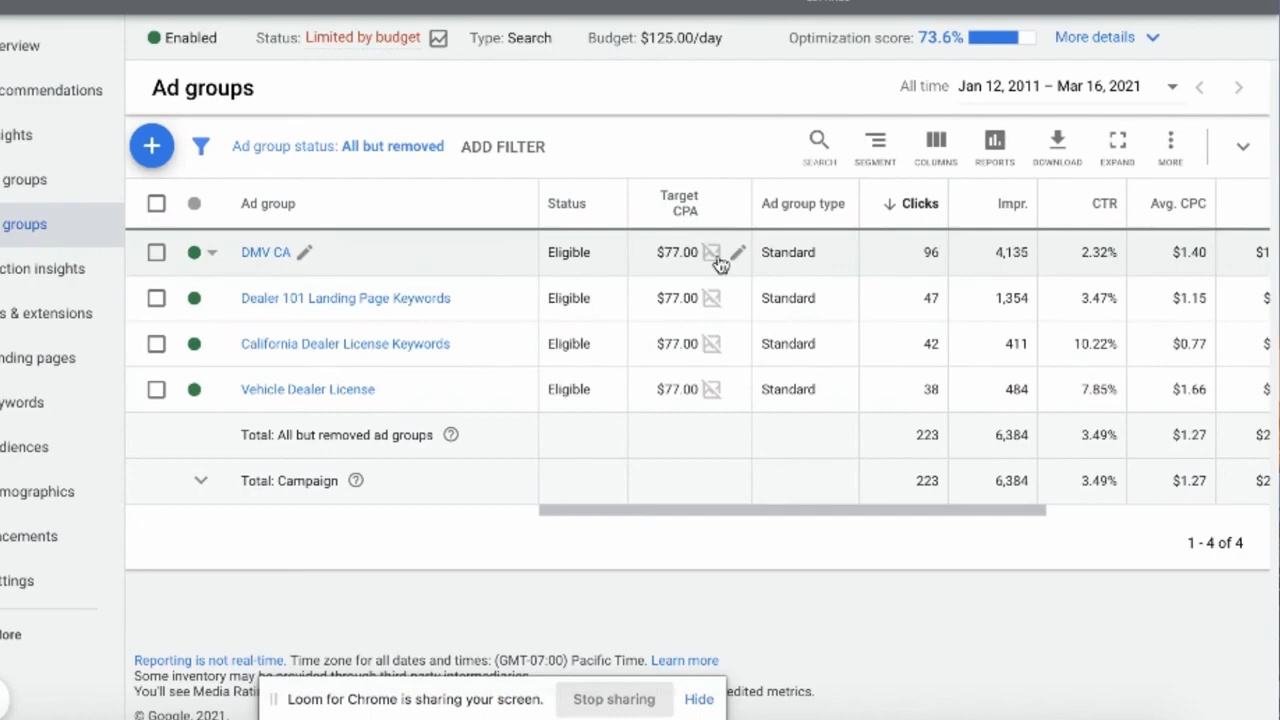 Enabled Status: Limited by budget Type: Search Budget: $125.00/day Optimization score: 73.6% More details
erview
commendations
ights
groups
groups
ction insights
s & extensions
nding pages
ywords
diences
mographics
cements
ttings
lore
Ad groups All time Jan 12, 2011 – Mar 16, 2021
Ad group status: All but removed ADD FILTER
SEARCH SEGMENT COLUMNS REPORTS DOWNLOAD EXPAND MORE
Ad group Status Target CPA Ad group type Clicks Impr. CTR Avg. CPC
DMV CA Eligible $77.00 Standard 96 4,135 2.32% $1.40 $1
Dealer 101 Landing Page Keywords Eligible $77.00 Standard 47 1,354 3.47% $1.15 $
California Dealer License Keywords Eligible $77.00 Standard 42 411 10.22% $0.77 $
Vehicle Dealer License Eligible $77.00 Standard 38 484 7.85% $1.66 $
Total: All but removed ad groups 223 6,384 3.49% $1.27 $2
Total: Campaign 223 6,384 3.49% $1.27 $2
1 - 4 of 4
Reporting is not real-time. Time zone for all dates and times: (GMT-07:00) Pacific Time. Learn more
Some inventory may be provided through third party intermediaries.
You'll see Media Rati edited metrics.
Loom for Chrome is sharing your screen. Stop sharing Hide
© Google, 2021.